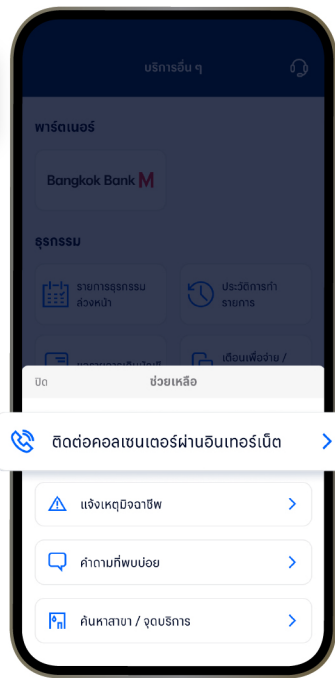 บริการอื่น ๆ
พาร์ตเนอร์
Bangkok Bank M
ธุรกรรม
รายการธุรกรรม
ล่วงหน้า
ประวัติการทำ
รายการ
เตือนเพื่อจ่าย /
ปิด
ช่วยเหลือ
ติดต่อคอลเซนเตอร์ผ่านอินเทอร์เน็ต
แจ้งเหตุมิจฉาชีพ
คำถามที่พบบ่อย
ค้นหาสาขา / จุดบริการ